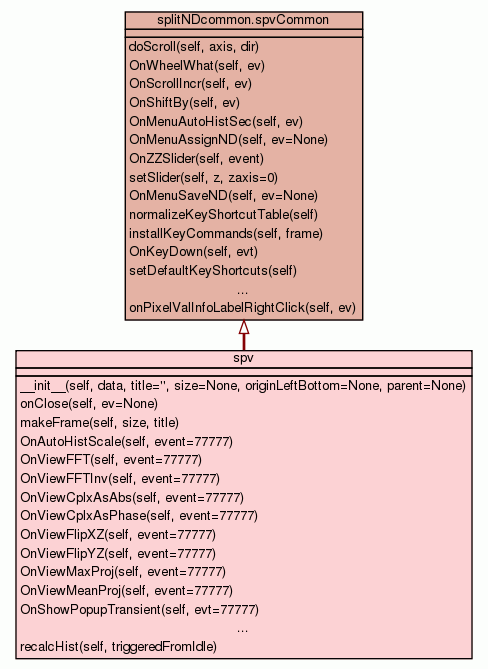 splitNDcommon.spvCommon
doScroll(self, axis, dir)
OnWheelWhat(self, ev)
OnScrollIncr(self, ev)
OnShiftBy(self, ev)
OnMenuAutoHistSec(self, ev)
OnMenuAssignND(self, ev=None)
OnZZSlider(self, event)
setSlider(self, z, zaxis=0)
OnMenuSaveND(self, ev=None)
normalizeKeyShortcutTable(self)
installKeyCommands(self, frame)
OnKeyDown(self, evt)
setDefaultKeyShortcuts(self)
...
onPixelValInfoLabelRightClick(self, ev)
spv
__init__(self, data, title='', size=None, originLeftBottom=None, parent=None)
onClose(self, ev=None)
makeFrame(self, size, title)
OnAutoHistScale(self, event=77777)
OnViewFFT(self, event=77777)
OnViewFFTInv(self, event=77777)
OnViewCplxAsAbs(self, event=77777)
OnViewCplxAsPhase(self, event=77777)
OnViewFlipXZ(self, event=77777)
OnViewFlipYZ(self, event=77777)
OnViewMaxProj(self, event=77777)
OnViewMeanProj(self, event=77777)
OnShowPopupTransient(self, evt=77777)
...
recalcHist(self, triggeredFromIdle)